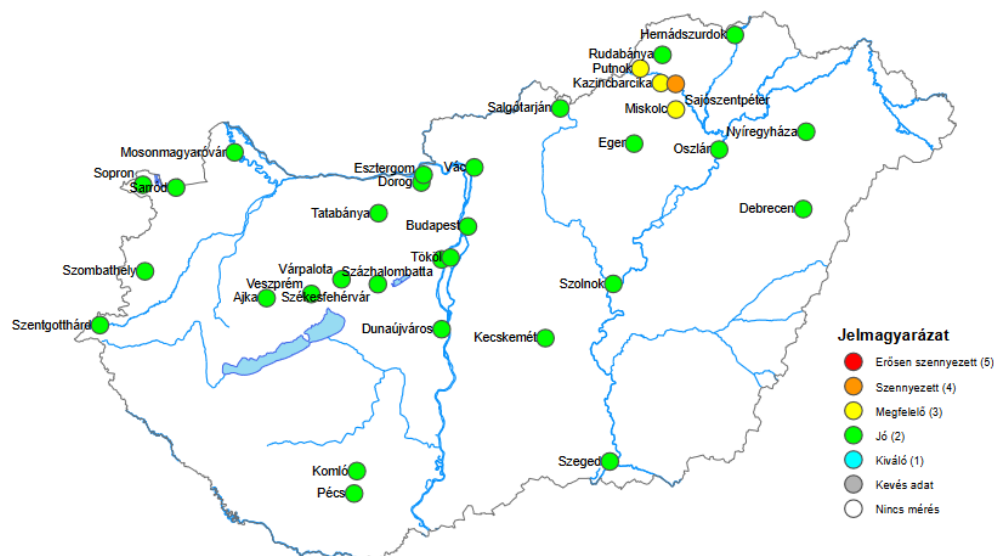 Hernádszurdok
Rudabánya
Putnok
Kazincbarcika
Sajószentpéter
Salgótarján
Miskolc
Nyíregyháza
Eger
Oszlár
Mosonmagyaróvár
Esztergom
Vác
Sopron
Dorog
Sarród
Debrecen
Tatabánya
Budapest
Tököl
Szombathely
Várpalota
Százhalombatta
Veszprém
Szolnok
Ajka
Székesfehérvár
Szentgotthárd
Dunaújváros
Kecskemét
Jelmagyarázat
Erősen szennyezett (5)
Szennyezett (4)
Megfelelő (3)
Jó (2)
Szeged
Kiváló (1)
Komló
Kevés adat
Pécs
Nincs mérés